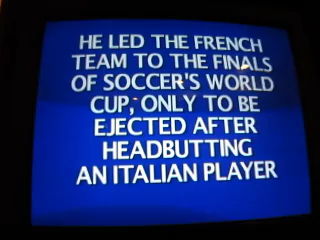 HE LED THE FRENCH
TEAM TO THE FINALS
OF SOCCER'S WORLD
CUP, ONLY TO BE
EJECTED AFTER
HEADBUTTING
AN ITALIAN PLAYER